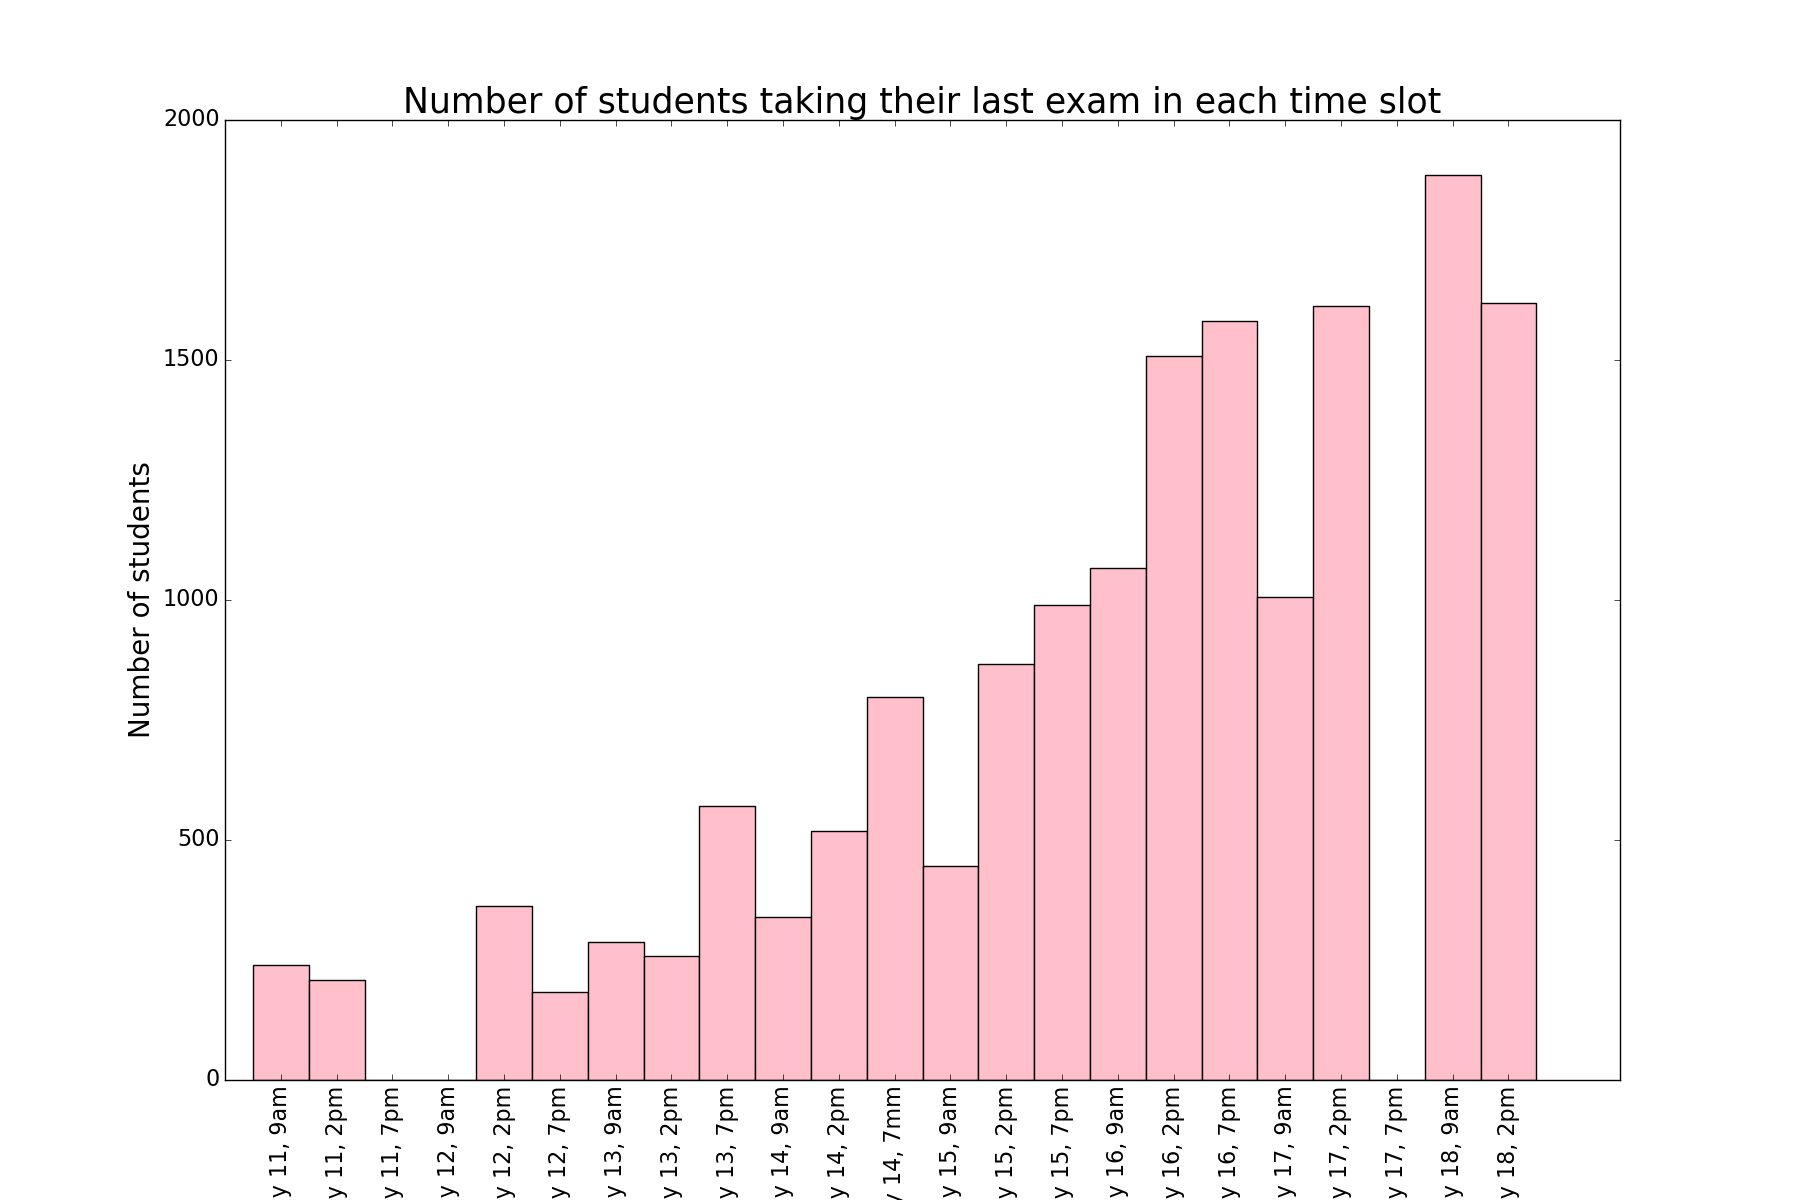 Number of students taking their last exam in each time slot
2000
1500
1000
500
0
Number of students
y 11, 9am
y 11, 2pm
y 11, 7pm
y 12, 9am
y 12, 2pm
y 12, 7pm
y 13, 9am
y 13, 2pm
y 13, 7pm
y 14, 9am
y 14, 2pm
y 14, 7mm
y 15, 9am
y 15, 2pm
y 15, 7pm
y 16, 9am
y 16, 2pm
y 16, 7pm
y 17, 9am
y 17, 2pm
y 17, 7pm
y 18, 9am
y 18, 2pm